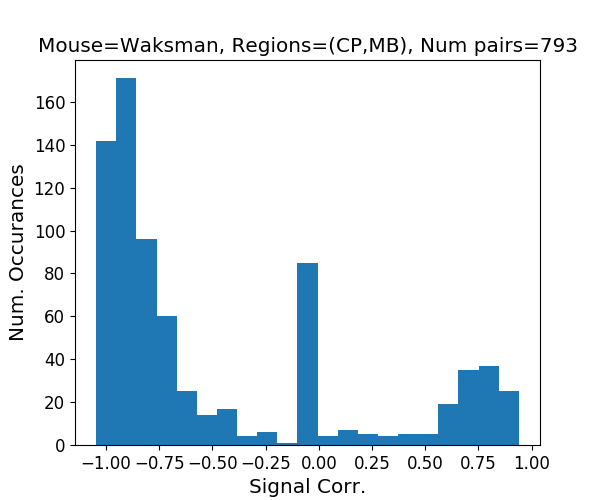 Mouse=Waksman, Regions=(CP,MB), Num pairs=793
Num. Occurances
160
140
120
100
80
60
40
20
0
−1.00 −0.75 −0.50 −0.25 0.00 0.25 0.50 0.75 1.00
Signal Corr.